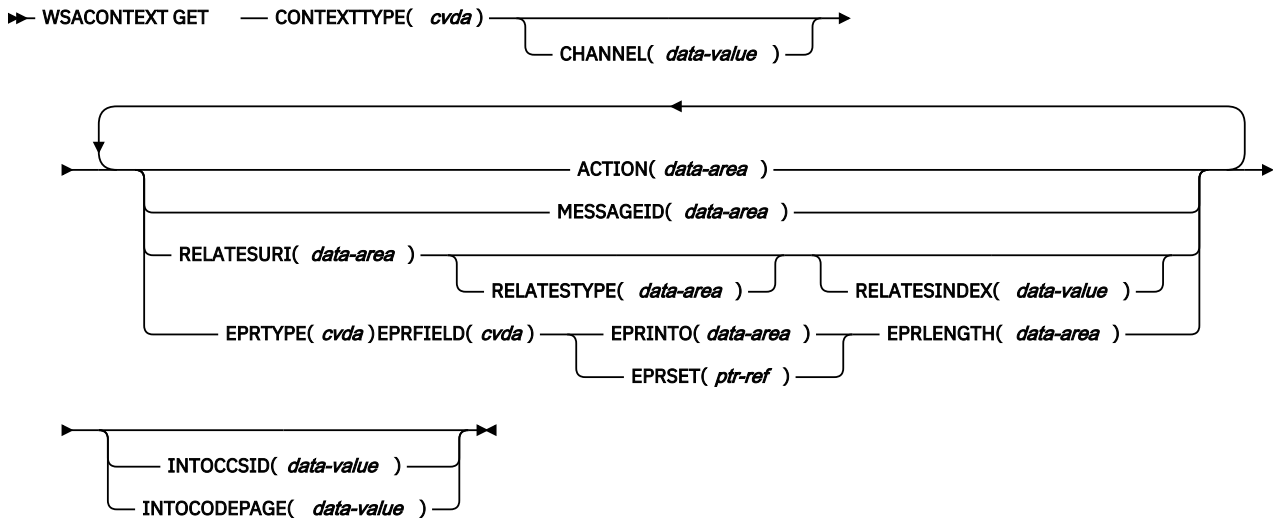 WSACONTEXT GET CONTEXTTYPE( cvda )
CHANNEL( data-value )
ACTION( data-area )
MESSAGEID( data-area )
RELATESURI( data-area )
RELATESTYPE( data-area ) RELATESINDEX( data-value )
EPRTYPE( cvda )EPRFIELD( cvda ) EPRINTO( data-area ) EPRLENGTH( data-area )
EPRSET( ptr-ref )
INTOCCSID( data-value )
INTOCODEPAGE( data-value )